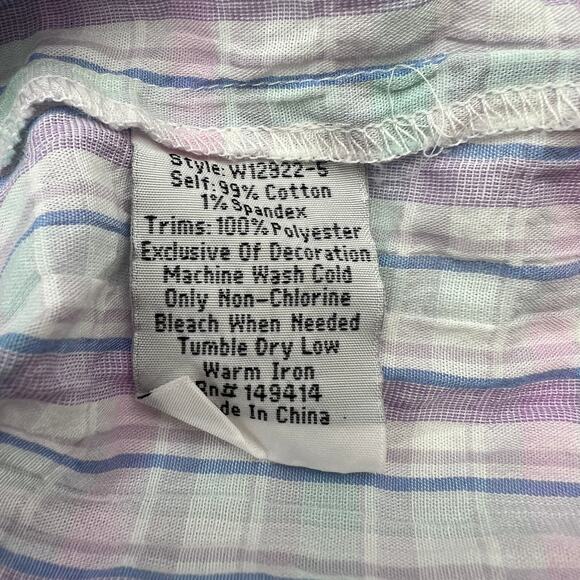 Style: W12922-5
Self: 99% Cotton
1% Spandex
Trims: 100% Polyester
Exclusive Of Decoration
Machine Wash Cold
Only Non-Chlorine
Bleach When Needed
Tumble Dry Low
Warm Iron
Rn# 149414
de In China